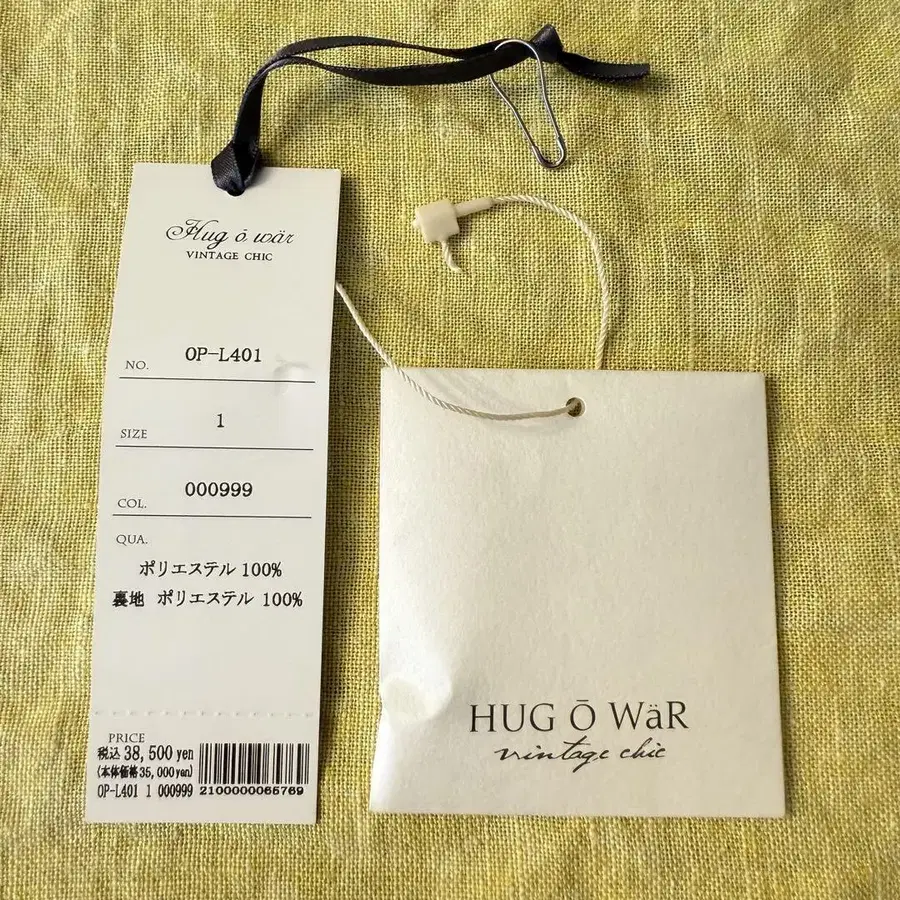 Hug ō wär
VINTAGE CHIC
NO. OP-L401
SIZE 1
COL. 000999
QUA.
ポリエステル 100%
裏地 ポリエステル 100%
PRICE
税込 38,500 yen
(本体価格 35,000 yen)
OP-L401 1 000999 2100000065769
HUG Ō WäR
vintage chic